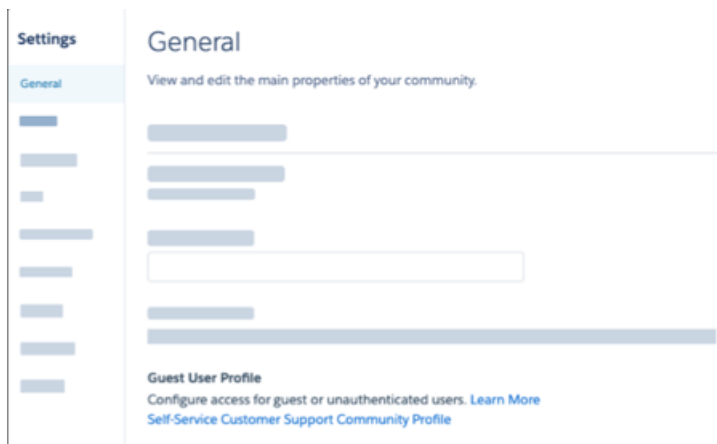 Settings
General
General
View and edit the main properties of your community.
Guest User Profile
Configure access for guest or unauthenticated users. Learn More
Self-Service Customer Support Community Profile